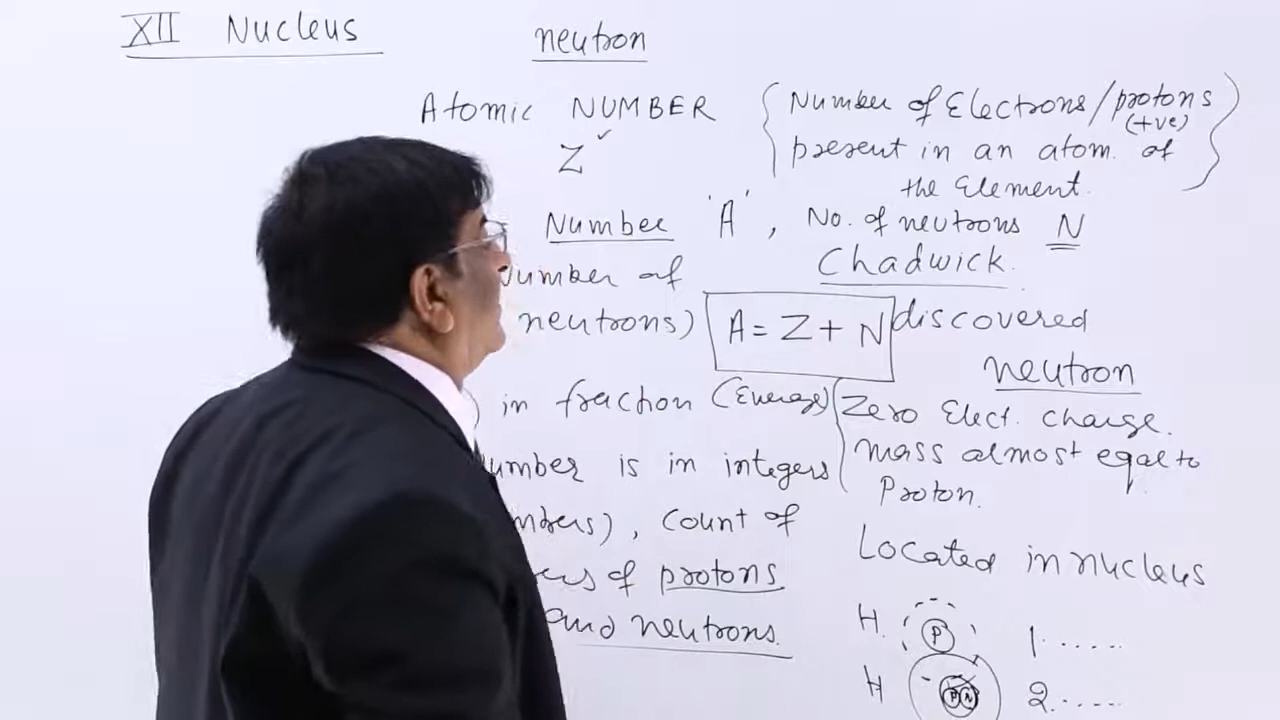 XII Nucleus
neutron
Atomic NUMBER
Z ✓
{Number of Electrons/protons
(+ve)
present in an atom of
the Element.}
Number 'A', No. of neutrons N
umber of
Chadwick.
neutrons) A = Z + N discovered
neutron
) in fraction
Zero Elect. charge.
umber is in integers
mass almost equal to
Proton.
mbers), count of
ers of protons
and neutrons.
Located in nucleus
H. P 1......
H P N 2......